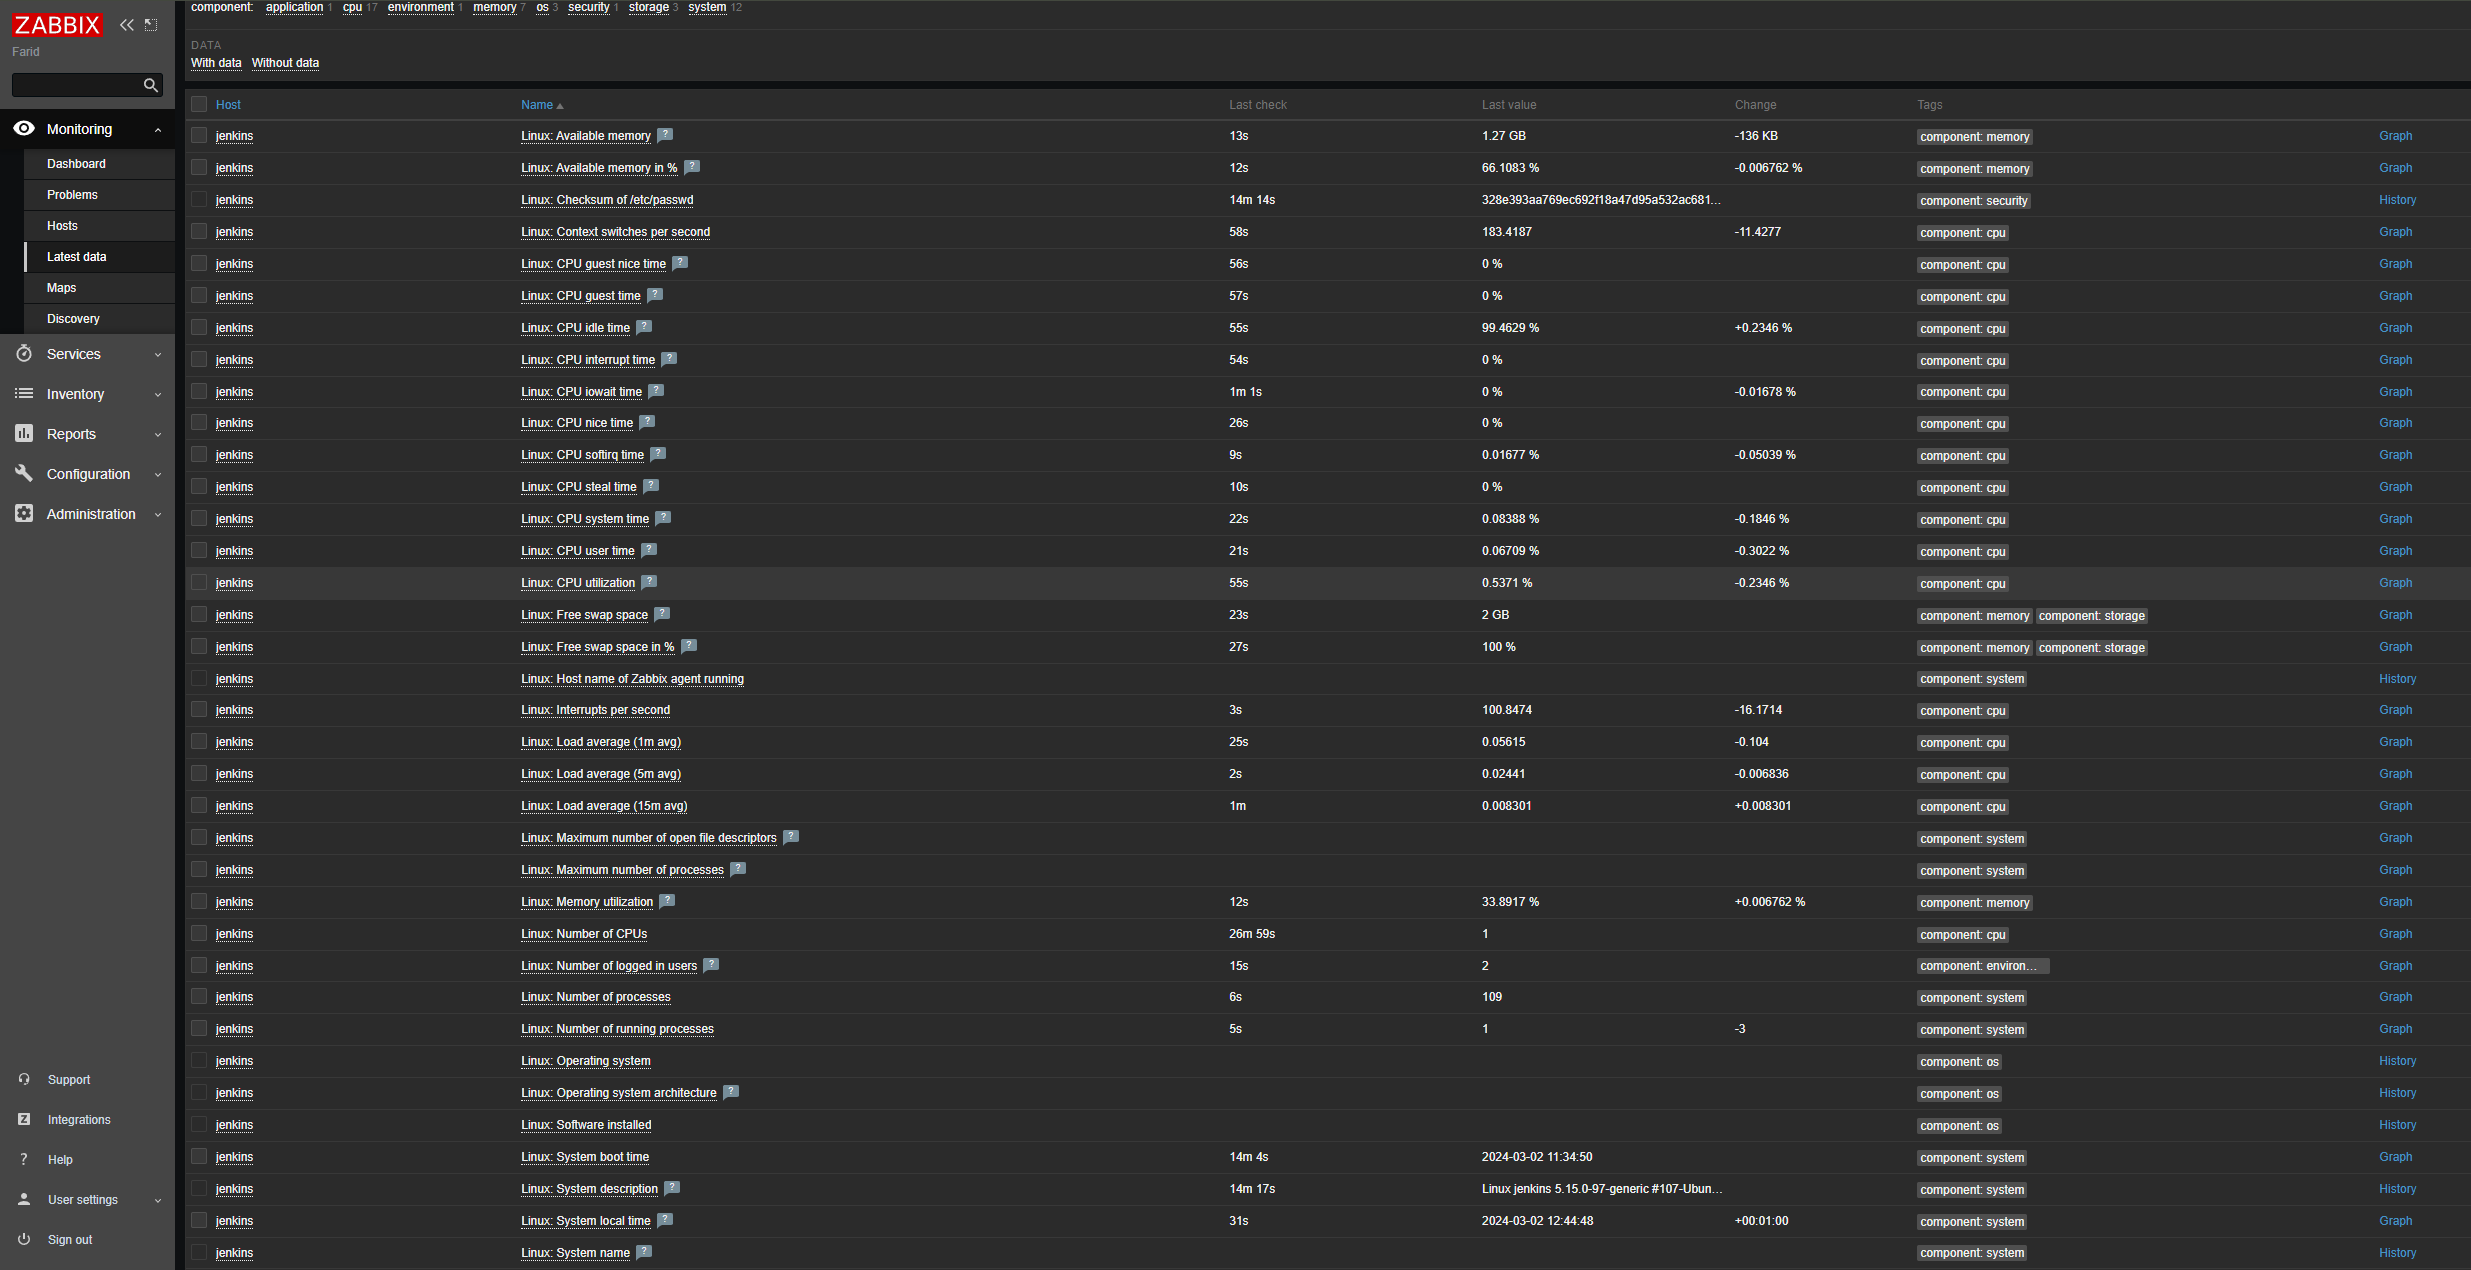 component: application 1 cpu 17 environment 1 memory 7 os 3 security 1 storage 3 system 12
ZABBIX
Farid
DATA
With data Without data
Host Name Last check Last value Change Tags
Monitoring
Dashboard
Problems
Hosts
Latest data
Maps
Discovery
Services
Inventory
Reports
Configuration
Administration
Support
Integrations
? Help
User settings
Sign out
jenkins Linux: Available memory ? 13s 1.27 GB -136 KB component: memory Graph
jenkins Linux: Available memory in % ? 12s 66.1083 % -0.006762 % component: memory Graph
jenkins Linux: Checksum of /etc/passwd 14m 14s 328e393aa769ec692f18a47d95a532ac681... component: security History
jenkins Linux: Context switches per second 58s 183.4187 -11.4277 component: cpu Graph
jenkins Linux: CPU guest nice time ? 56s 0 % component: cpu Graph
jenkins Linux: CPU guest time ? 57s 0 % component: cpu Graph
jenkins Linux: CPU idle time ? 55s 99.4629 % +0.2346 % component: cpu Graph
jenkins Linux: CPU interrupt time ? 54s 0 % component: cpu Graph
jenkins Linux: CPU iowait time ? 1m 1s 0 % -0.01678 % component: cpu Graph
jenkins Linux: CPU nice time ? 26s 0 % component: cpu Graph
jenkins Linux: CPU softirq time ? 9s 0.01677 % -0.05039 % component: cpu Graph
jenkins Linux: CPU steal time ? 10s 0 % component: cpu Graph
jenkins Linux: CPU system time ? 22s 0.08388 % -0.1846 % component: cpu Graph
jenkins Linux: CPU user time ? 21s 0.06709 % -0.3022 % component: cpu Graph
jenkins Linux: CPU utilization ? 55s 0.5371 % -0.2346 % component: cpu Graph
jenkins Linux: Free swap space ? 23s 2 GB component: memory component: storage Graph
jenkins Linux: Free swap space in % ? 27s 100 % component: memory component: storage Graph
jenkins Linux: Host name of Zabbix agent running component: system History
jenkins Linux: Interrupts per second 3s 100.8474 -16.1714 component: cpu Graph
jenkins Linux: Load average (1m avg) 25s 0.05615 -0.104 component: cpu Graph
jenkins Linux: Load average (5m avg) 2s 0.02441 -0.006836 component: cpu Graph
jenkins Linux: Load average (15m avg) 1m 0.008301 +0.008301 component: cpu Graph
jenkins Linux: Maximum number of open file descriptors ? component: system Graph
jenkins Linux: Maximum number of processes ? component: system Graph
jenkins Linux: Memory utilization ? 12s 33.8917 % +0.006762 % component: memory Graph
jenkins Linux: Number of CPUs 26m 59s 1 component: cpu Graph
jenkins Linux: Number of logged in users ? 15s 2 component: environ... Graph
jenkins Linux: Number of processes 6s 109 component: system Graph
jenkins Linux: Number of running processes 5s 1 -3 component: system Graph
jenkins Linux: Operating system component: os History
jenkins Linux: Operating system architecture ? component: os History
jenkins Linux: Software installed component: os History
jenkins Linux: System boot time 14m 4s 2024-03-02 11:34:50 component: system Graph
jenkins Linux: System description ? 14m 17s Linux jenkins 5.15.0-97-generic #107-Ubun... component: system History
jenkins Linux: System local time ? 31s 2024-03-02 12:44:48 +00:01:00 component: system Graph
jenkins Linux: System name ? component: system History